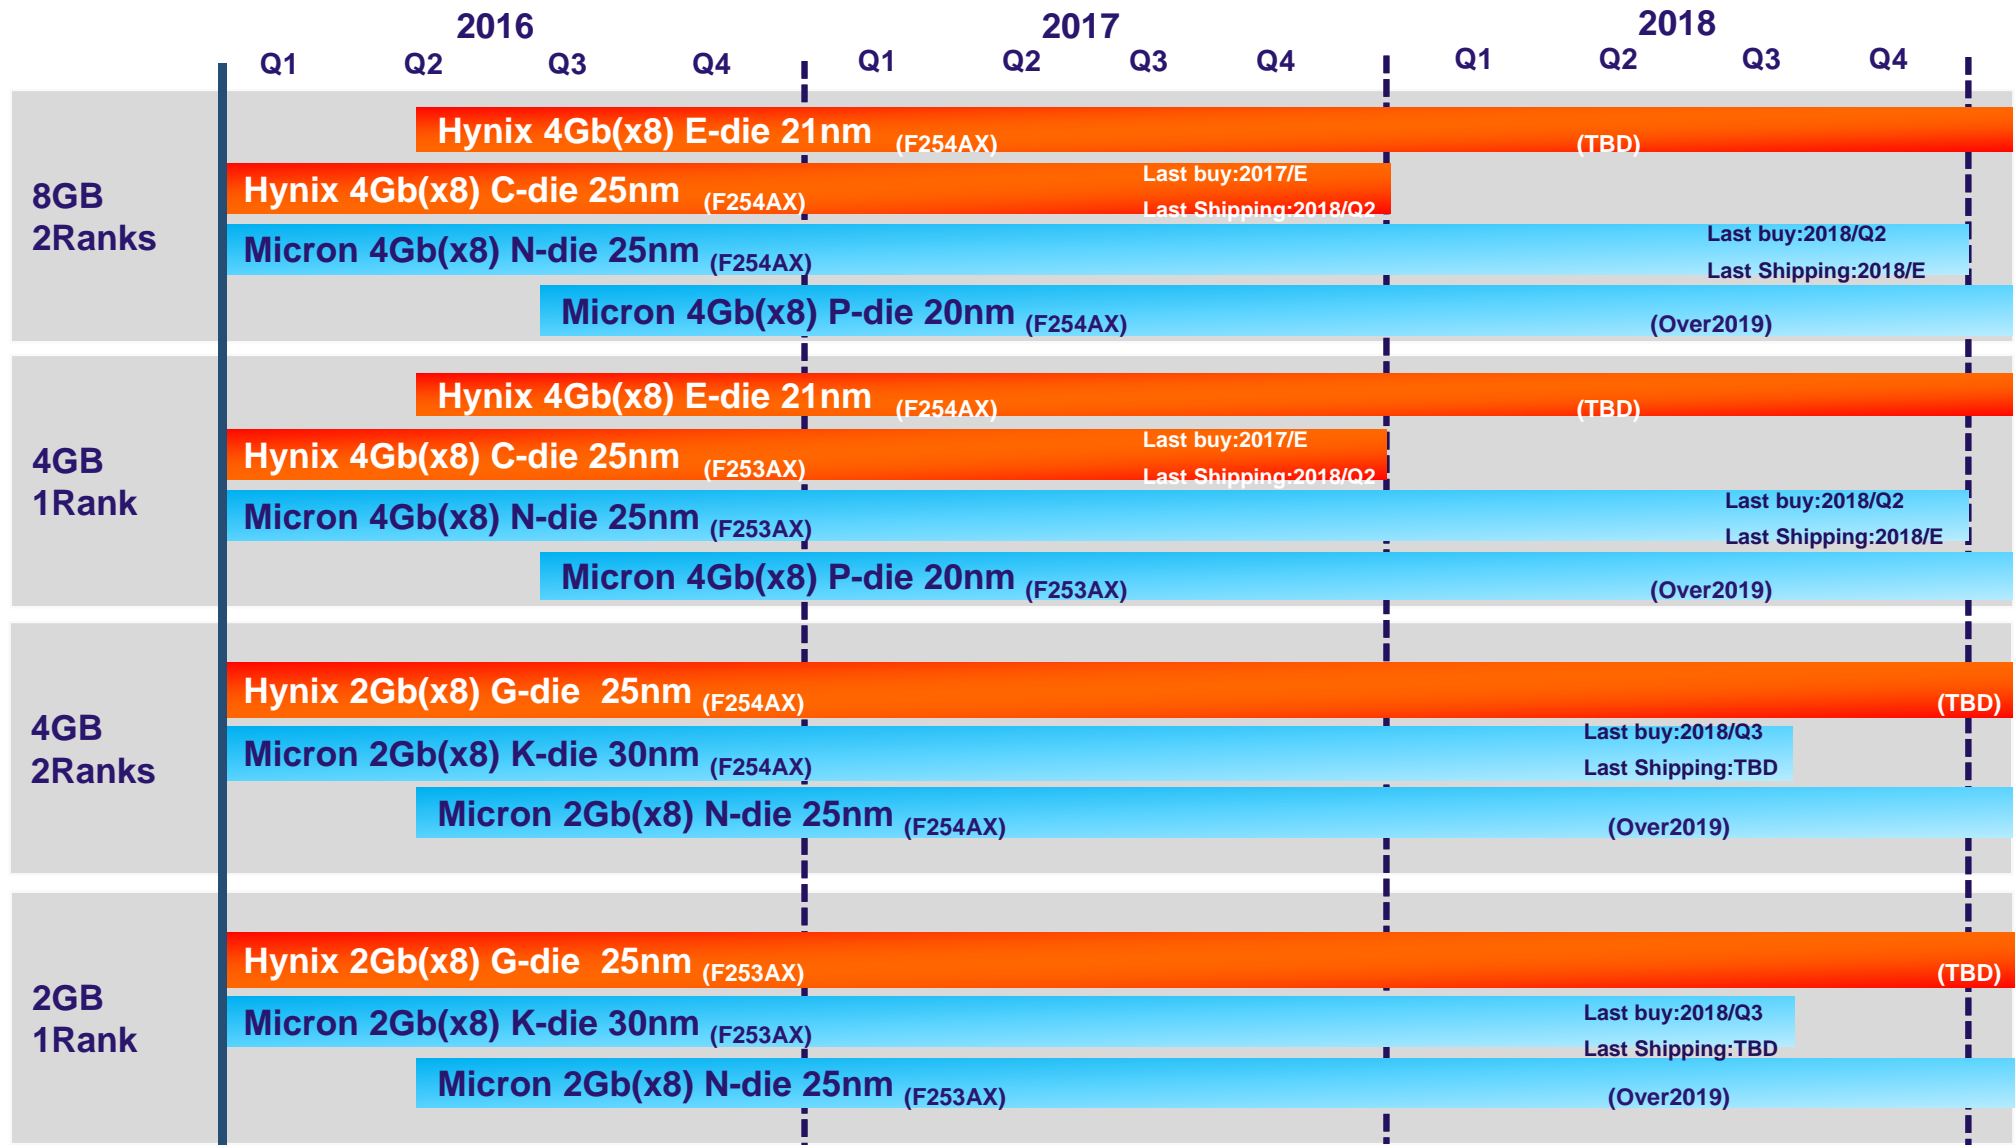 2016 2017 2018
Q1 Q2 Q3 Q4 Q1 Q2 Q3 Q4 Q1 Q2 Q3 Q4
8GB
2Ranks
Hynix 4Gb(x8) E-die 21nm (F254AX) (TBD)
Hynix 4Gb(x8) C-die 25nm (F254AX)
Last buy:2017/E
Last Shipping:2018/Q2
Micron 4Gb(x8) N-die 25nm (F254AX)
Last buy:2018/Q2
Last Shipping:2018/E
Micron 4Gb(x8) P-die 20nm (F254AX) (Over2019)
4GB
1Rank
Hynix 4Gb(x8) E-die 21nm (F254AX) (TBD)
Hynix 4Gb(x8) C-die 25nm (F253AX)
Last buy:2017/E
Last Shipping:2018/Q2
Micron 4Gb(x8) N-die 25nm (F253AX)
Last buy:2018/Q2
Last Shipping:2018/E
Micron 4Gb(x8) P-die 20nm (F253AX) (Over2019)
4GB
2Ranks
Hynix 2Gb(x8) G-die 25nm (F254AX) (TBD)
Micron 2Gb(x8) K-die 30nm (F254AX)
Last buy:2018/Q3
Last Shipping:TBD
Micron 2Gb(x8) N-die 25nm (F254AX) (Over2019)
2GB
1Rank
Hynix 2Gb(x8) G-die 25nm (F253AX) (TBD)
Micron 2Gb(x8) K-die 30nm (F253AX)
Last buy:2018/Q3
Last Shipping:TBD
Micron 2Gb(x8) N-die 25nm (F253AX) (Over2019)